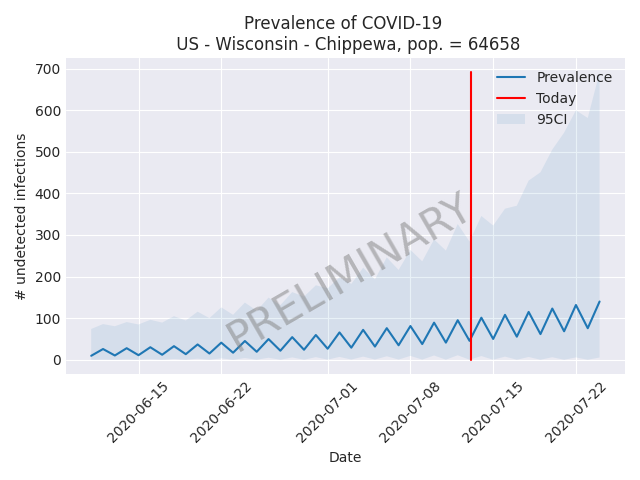 Prevalence of COVID-19
US - Wisconsin - Chippewa, pop. = 64658
700
600
500
400
300
200
100
0
# undetected infections
Prevalence
Today
95CI
PRELIMINARY
2020-06-15
2020-06-22
2020-07-01
2020-07-08
2020-07-15
2020-07-22
Date